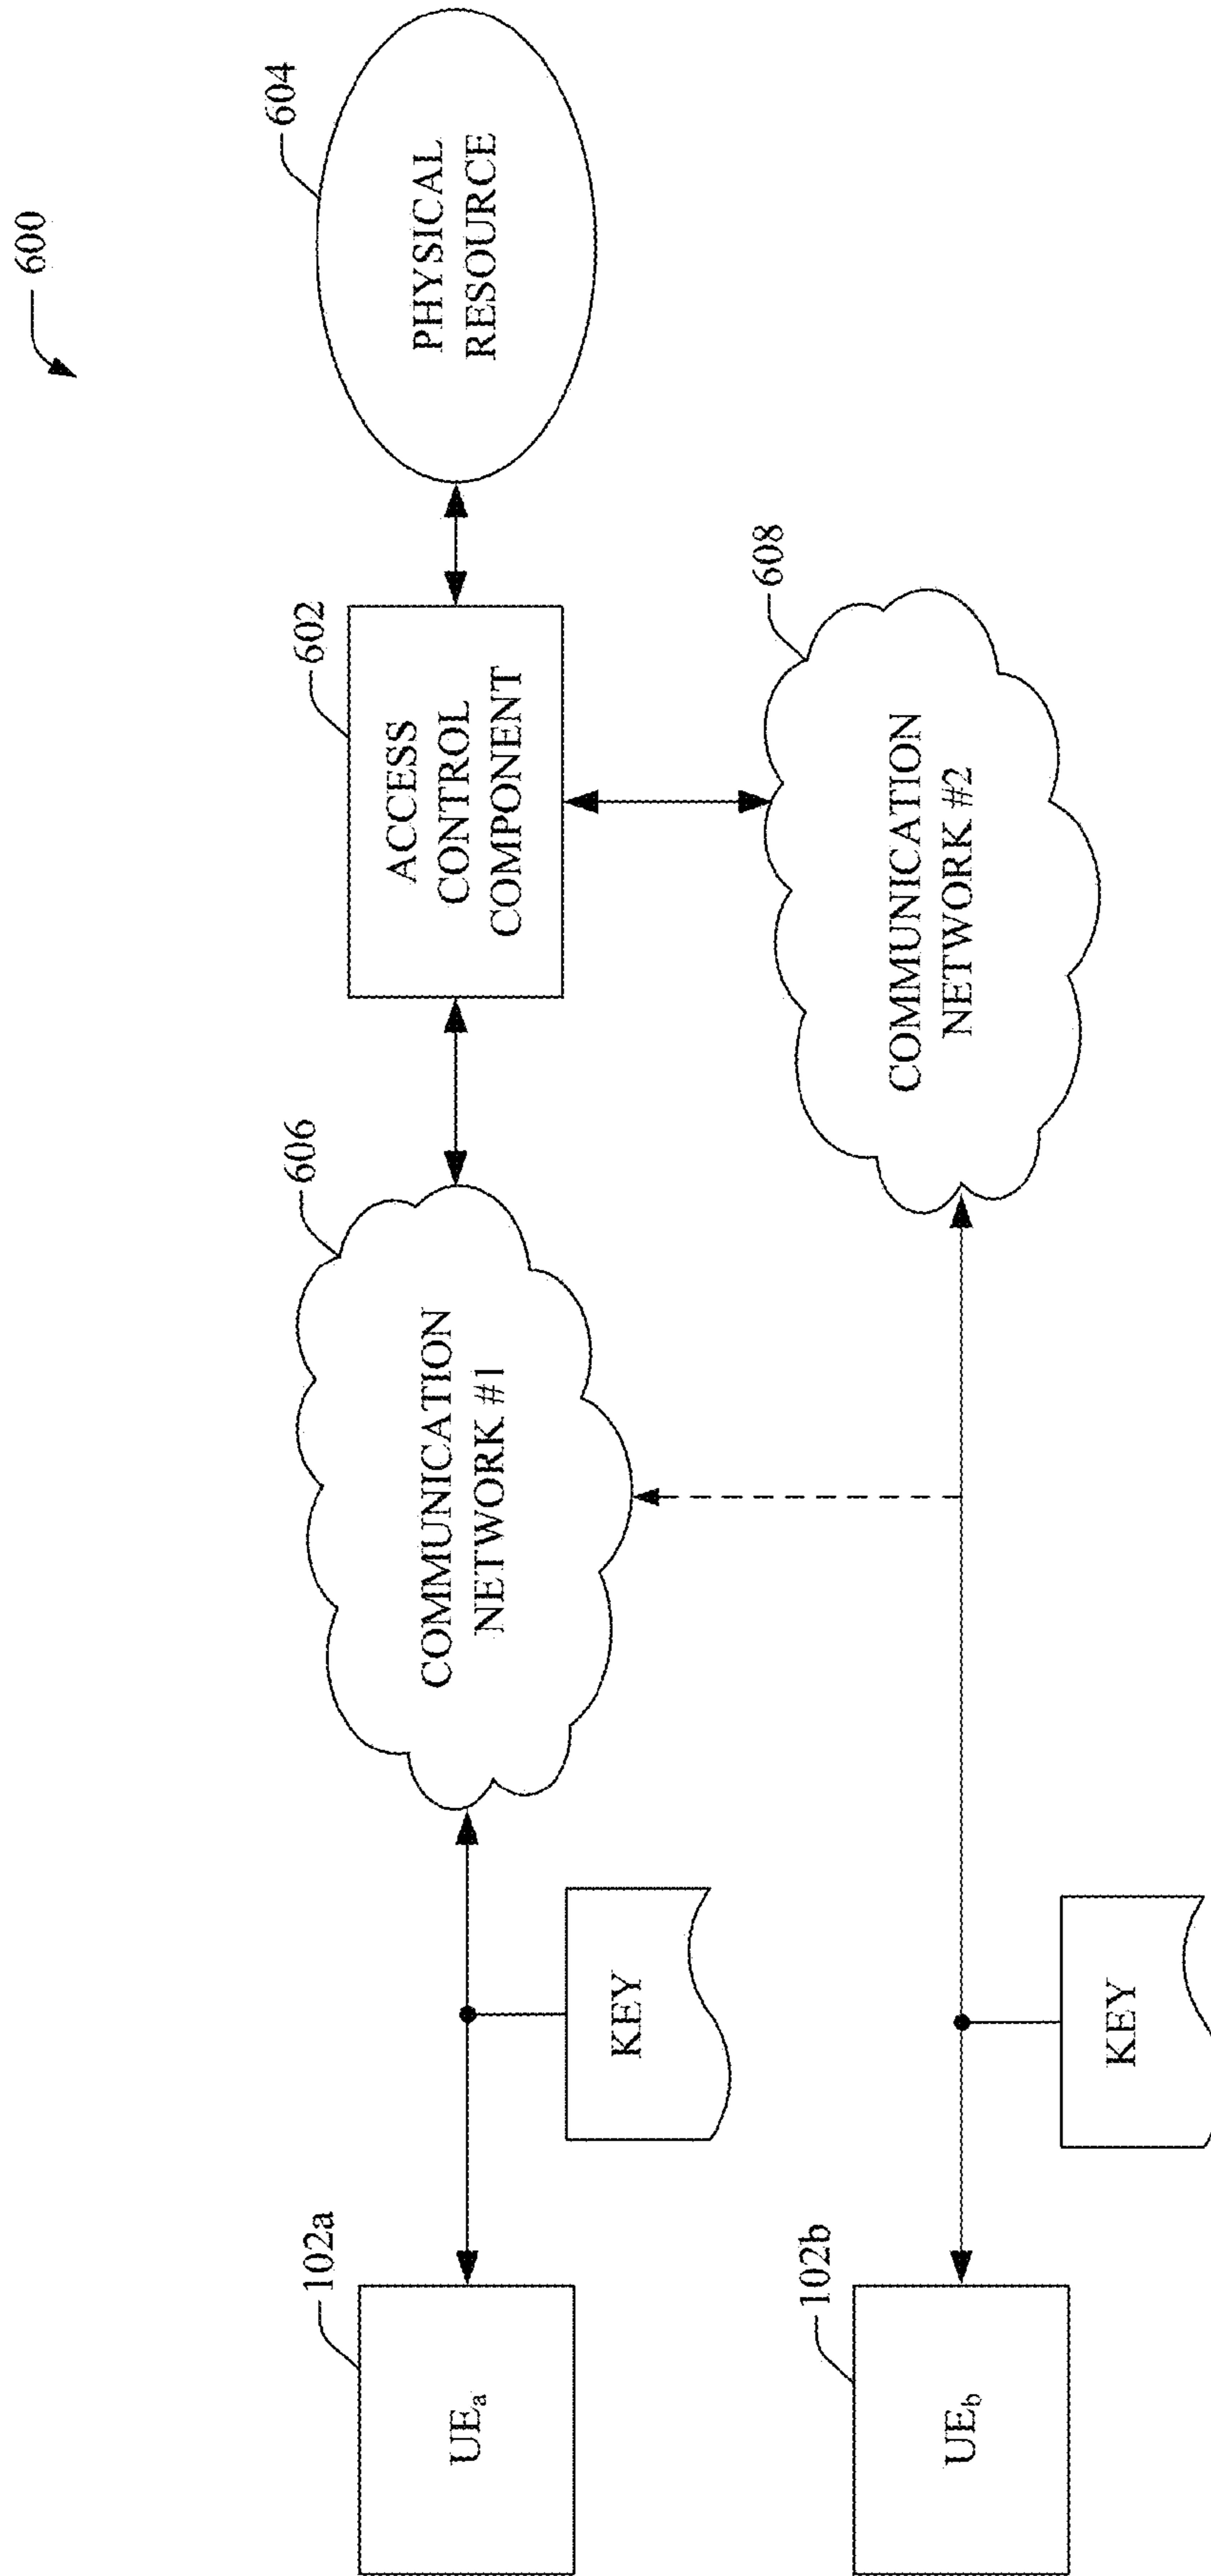 600
102a
UEₐ
KEY
606
COMMUNICATION
NETWORK #1
602
ACCESS
CONTROL
COMPONENT
604
PHYSICAL
RESOURCE
102b
UE_b
KEY
608
COMMUNICATION
NETWORK #2